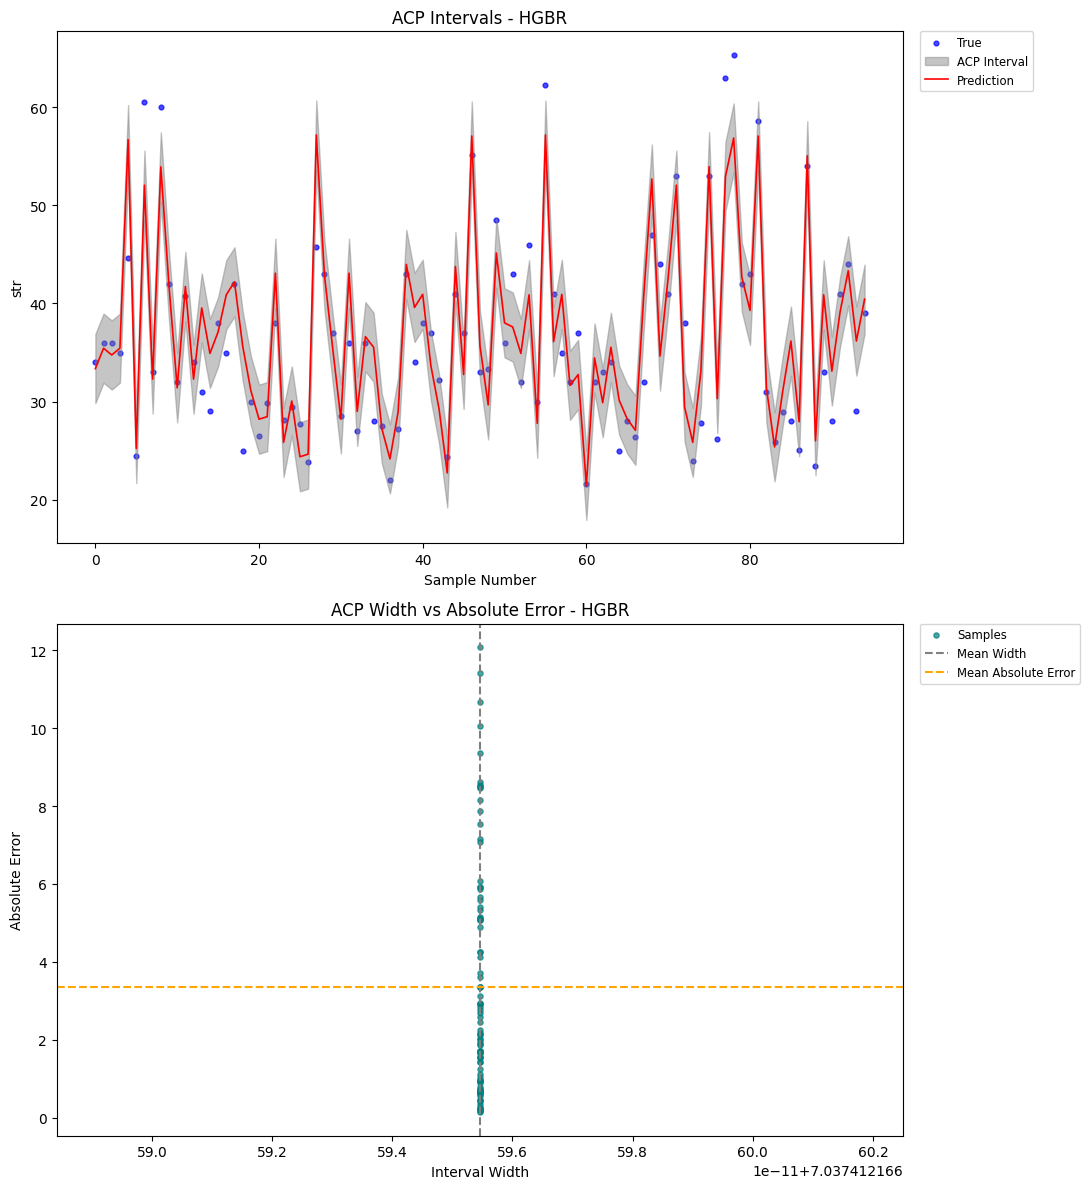 ACP Intervals - HGBR
True
ACP Interval
Prediction
60
50
40
30
20
str
0 20 40 60 80
Sample Number
ACP Width vs Absolute Error - HGBR
Samples
Mean Width
Mean Absolute Error
12
10
8
6
4
2
0
Absolute Error
59.0 59.2 59.4 59.6 59.8 60.0 60.2
Interval Width
1e−11+7.037412166